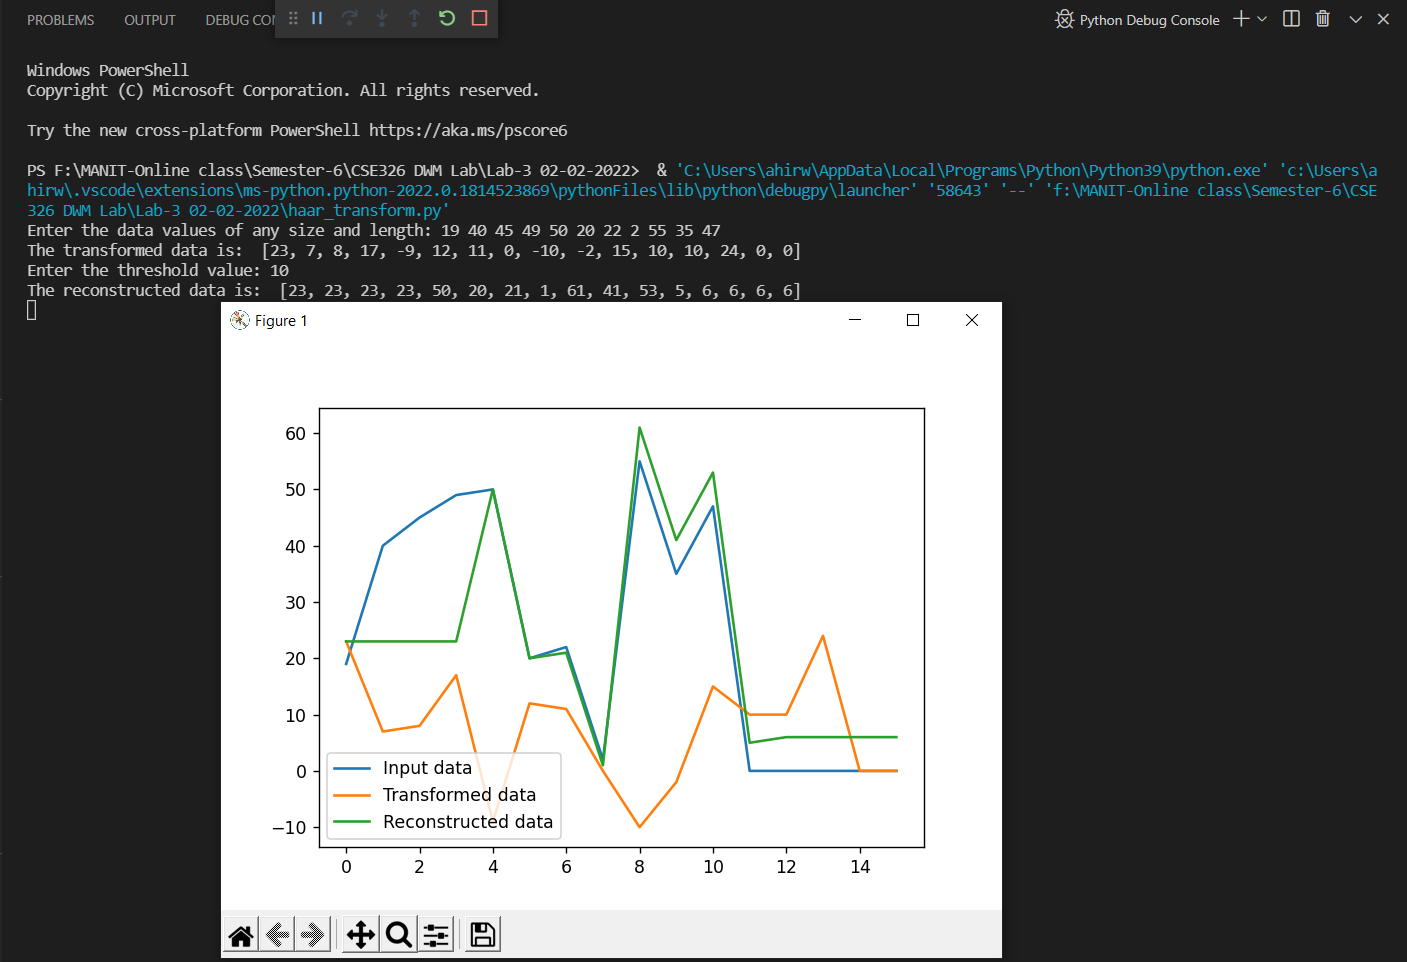 PROBLEMS OUTPUT DEBUG CON Python Debug Console
Windows PowerShell
Copyright (C) Microsoft Corporation. All rights reserved.
Try the new cross-platform PowerShell https://aka.ms/pscore6
PS F:\MANIT-Online class\Semester-6\CSE326 DWM Lab\Lab-3 02-02-2022>  & 'C:\Users\ahirw\AppData\Local\Programs\Python\Python39\python.exe' 'c:\Users\a
hirw\.vscode\extensions\ms-python.python-2022.0.1814523869\pythonFiles\lib\python\debugpy\launcher' '58643' '--' 'f:\MANIT-Online class\Semester-6\CSE
326 DWM Lab\Lab-3 02-02-2022\haar_transform.py'
Enter the data values of any size and length: 19 40 45 49 50 20 22 2 55 35 47
The transformed data is:  [23, 7, 8, 17, -9, 12, 11, 0, -10, -2, 15, 10, 10, 24, 0, 0]
Enter the threshold value: 10
The reconstructed data is:  [23, 23, 23, 23, 50, 20, 21, 1, 61, 41, 53, 5, 6, 6, 6, 6]
Figure 1
60
50
40
30
20
10
0
−10
Input data
Transformed data
Reconstructed data
0 2 4 6 8 10 12 14